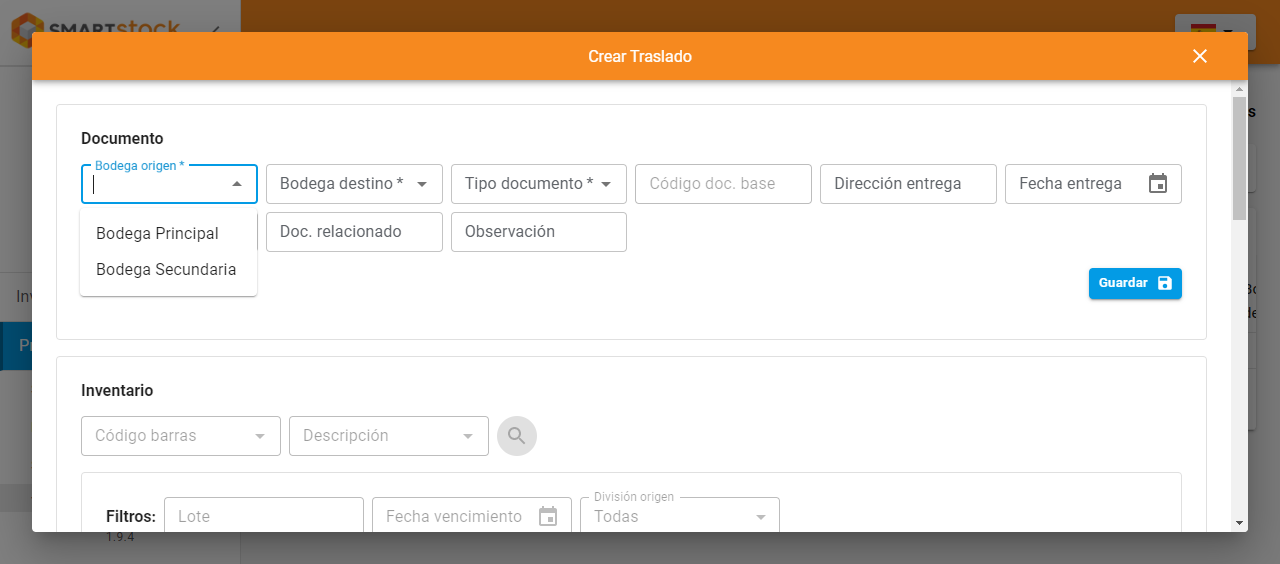 SMARTstock
Crear Traslado
Documento
Bodega origen *
Bodega destino *
Tipo documento *
Código doc. base
Dirección entrega
Fecha entrega
Bodega Principal
Bodega Secundaria
Doc. relacionado
Observación
Guardar
Inventario
Código barras
Descripción
División origen
Filtros:
Lote
Fecha vencimiento
Todas
1.9.4